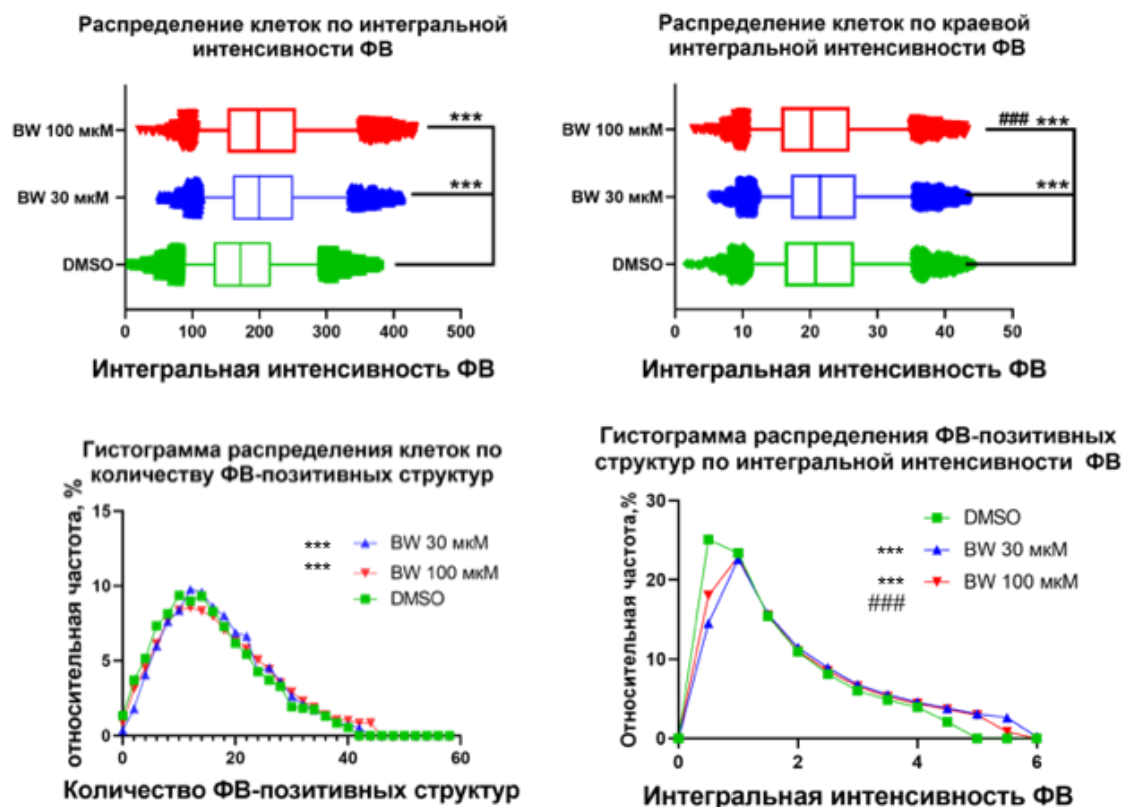 Распределение клеток по интегральной
интенсивности ФВ
BW 100 мкМ
BW 30 мкМ
DMSO
***
***
0 100 200 300 400 500
Интегральная интенсивность ФВ
Распределение клеток по краевой
интегральной интенсивности ФВ
BW 100 мкМ
BW 30 мкМ
DMSO
### ***
***
0 10 20 30 40 50
Интегральная интенсивность ФВ
Гистограмма распределения клеток по
количеству ФВ-позитивных структур
относительная частота, %
15
10
5
0
*** BW 30 мкМ
*** BW 100 мкМ
DMSO
0 20 40 60
Количество ФВ-позитивных структур
Гистограмма распределения ФВ-позитивных
структур по интегральной интенсивности ФВ
Относительная частота,%
30
20
10
0
DMSO
*** BW 30 мкМ
*** BW 100 мкМ
###
0 2 4 6
Интегральная интенсивность ФВ